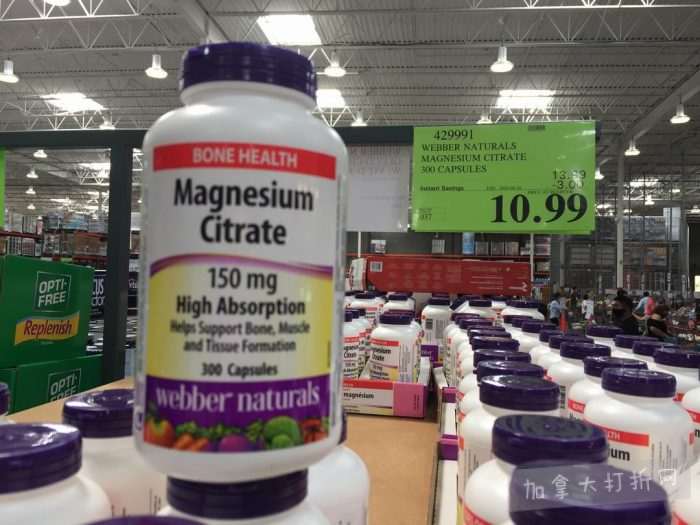 BONE HEALTH
Magnesium
Citrate
150 mg
High Absorption
Helps Support Bone, Muscle
and Tissue Formation
300 Capsules
webber naturals
429991
WEBBER NATURALS
MAGNESIUM CITRATE
300 CAPSULES
13.99
-3.00
Instant Savings
10.99
OPTI-FREE
Replenish
OPTI
magnesium
加拿大打折网